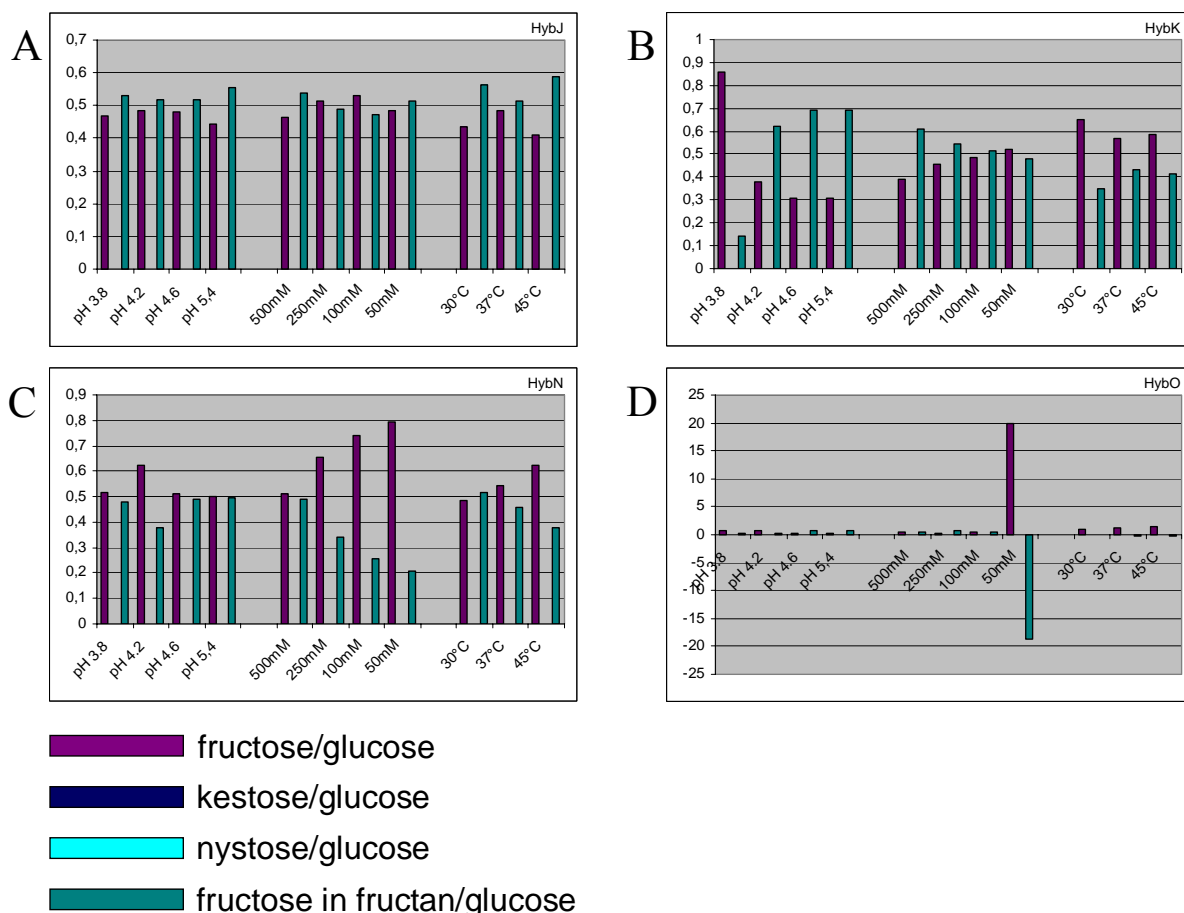 A
HybJ
0,7
0,6
0,5
0,4
0,3
0,2
0,1
0
pH 3.8
pH 4.2
pH 4.6
pH 5,4
500mM
250mM
100mM
50mM
30°C
37°C
45°C
B
HybK
1
0,9
0,8
0,7
0,6
0,5
0,4
0,3
0,2
0,1
0
pH 3.8
pH 4.2
pH 4.6
pH 5,4
500mM
250mM
100mM
50mM
30°C
37°C
45°C
C
HybN
0,9
0,8
0,7
0,6
0,5
0,4
0,3
0,2
0,1
0
pH 3.8
pH 4.2
pH 4.6
pH 5,4
500mM
250mM
100mM
50mM
30°C
37°C
45°C
D
HybO
25
20
15
10
5
0
-5
-10
-15
-20
-25
pH 3.8
pH 4.2
pH 4.6
pH 5,4
500mM
250mM
100mM
50mM
30°C
37°C
45°C
fructose/glucose
kestose/glucose
nystose/glucose
fructose in fructan/glucose